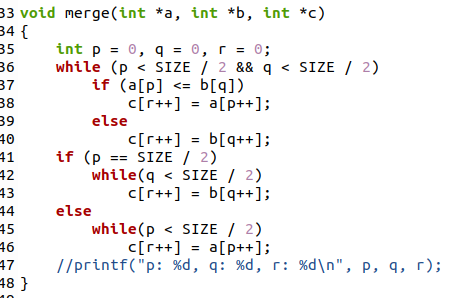 33 void merge(int *a, int *b, int *c)
34 {
35     int p = 0, q = 0, r = 0;
36     while (p < SIZE / 2 && q < SIZE / 2)
37         if (a[p] <= b[q])
38             c[r++] = a[p++];
39         else
40             c[r++] = b[q++];
41     if (p == SIZE / 2)
42         while(q < SIZE / 2)
43             c[r++] = b[q++];
44     else
45         while(p < SIZE / 2)
46             c[r++] = a[p++];
47     //printf("p: %d, q: %d, r: %d\n", p, q, r);
48 }